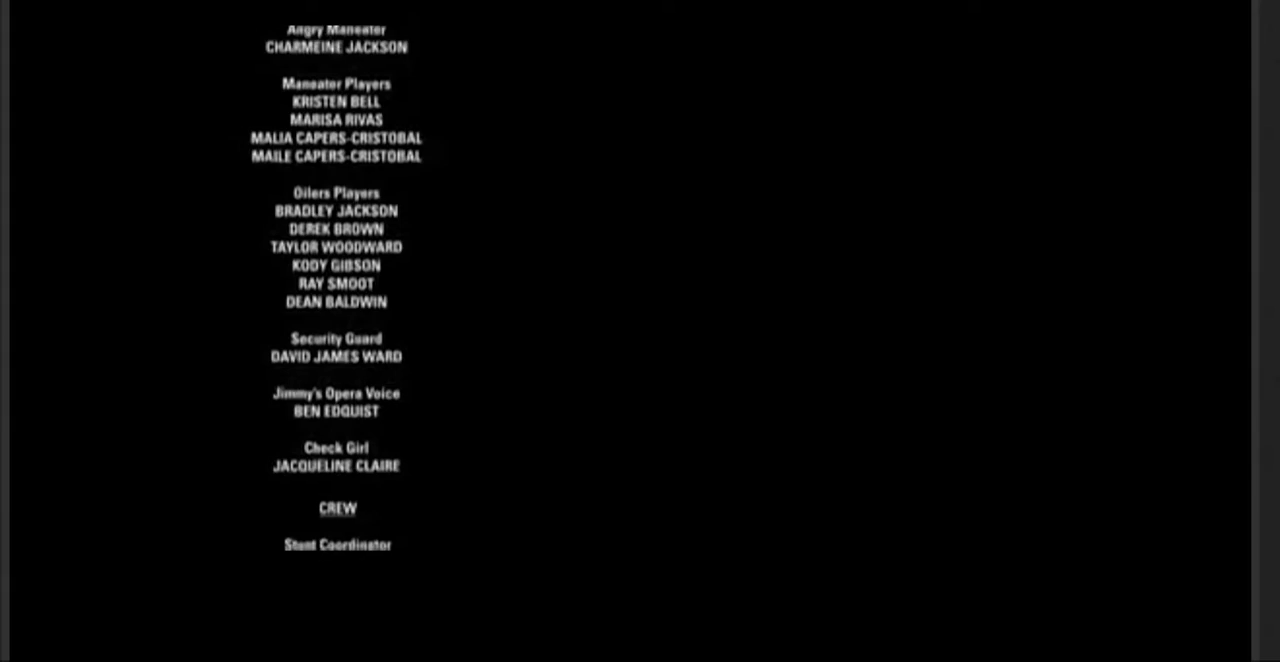 Angry Maneater
CHARMEINE JACKSON
Maneator Players
KRISTEN BELL
MARISA RIVAS
MALIA CAPERS-CRISTOBAL
MAILE CAPERS-CRISTOBAL
Oilers Players
BRADLEY JACKSON
DEREK BROWN
TAYLOR WOODWARD
KODY GIBSON
RAY SMOOT
DEAN BALDWIN
Security Guard
DAVID JAMES WARD
Jimmy's Opera Voice
BEN EDQUIST
Check Girl
JACQUELINE CLAIRE
CREW
Stunt Coordinator